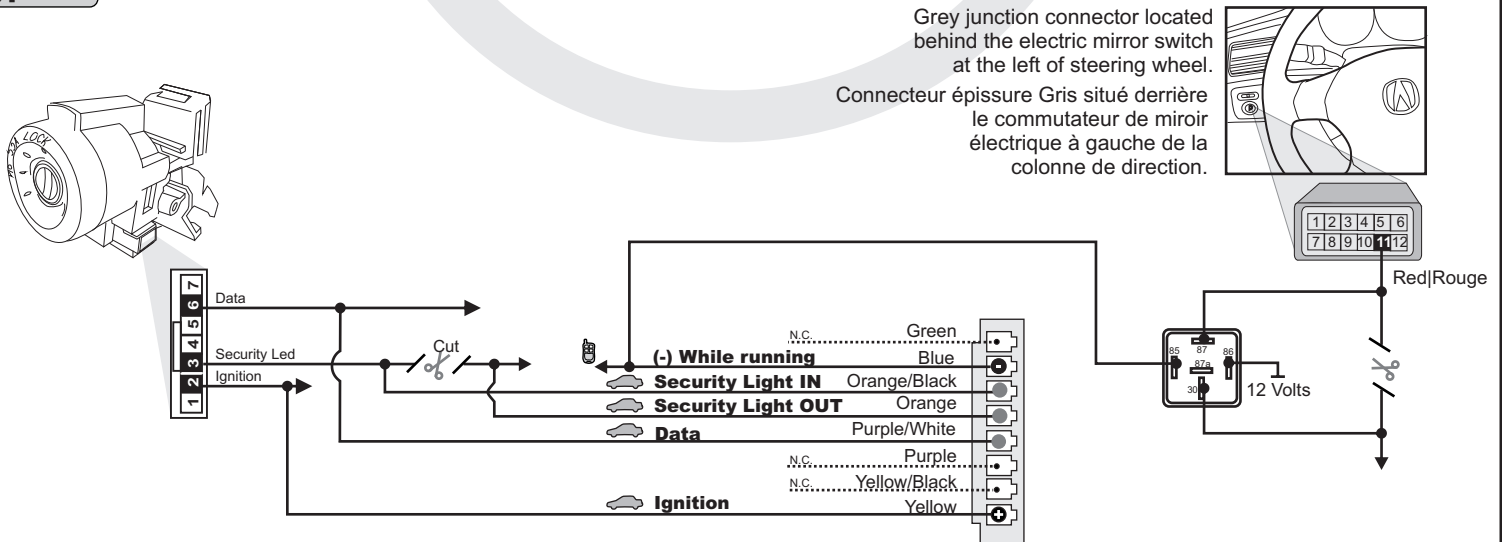 Grey junction connector located
behind the electric mirror switch
at the left of steering wheel.
Connecteur épissure Gris situé derrière
le commutateur de miroir
électrique à gauche de la
colonne de direction.
LOCK
1 2 3 4 5 6
7 8 9 10 11 12
Red|Rouge
7
6
5
4
3
2
1
Data
Security Led
Ignition
Cut
N.C. Green
(-) While running Blue
Security Light IN Orange/Black
Security Light OUT Orange
Data Purple/White
N.C. Purple
N.C. Yellow/Black
Ignition Yellow
85 87 86
87a
30
12 Volts